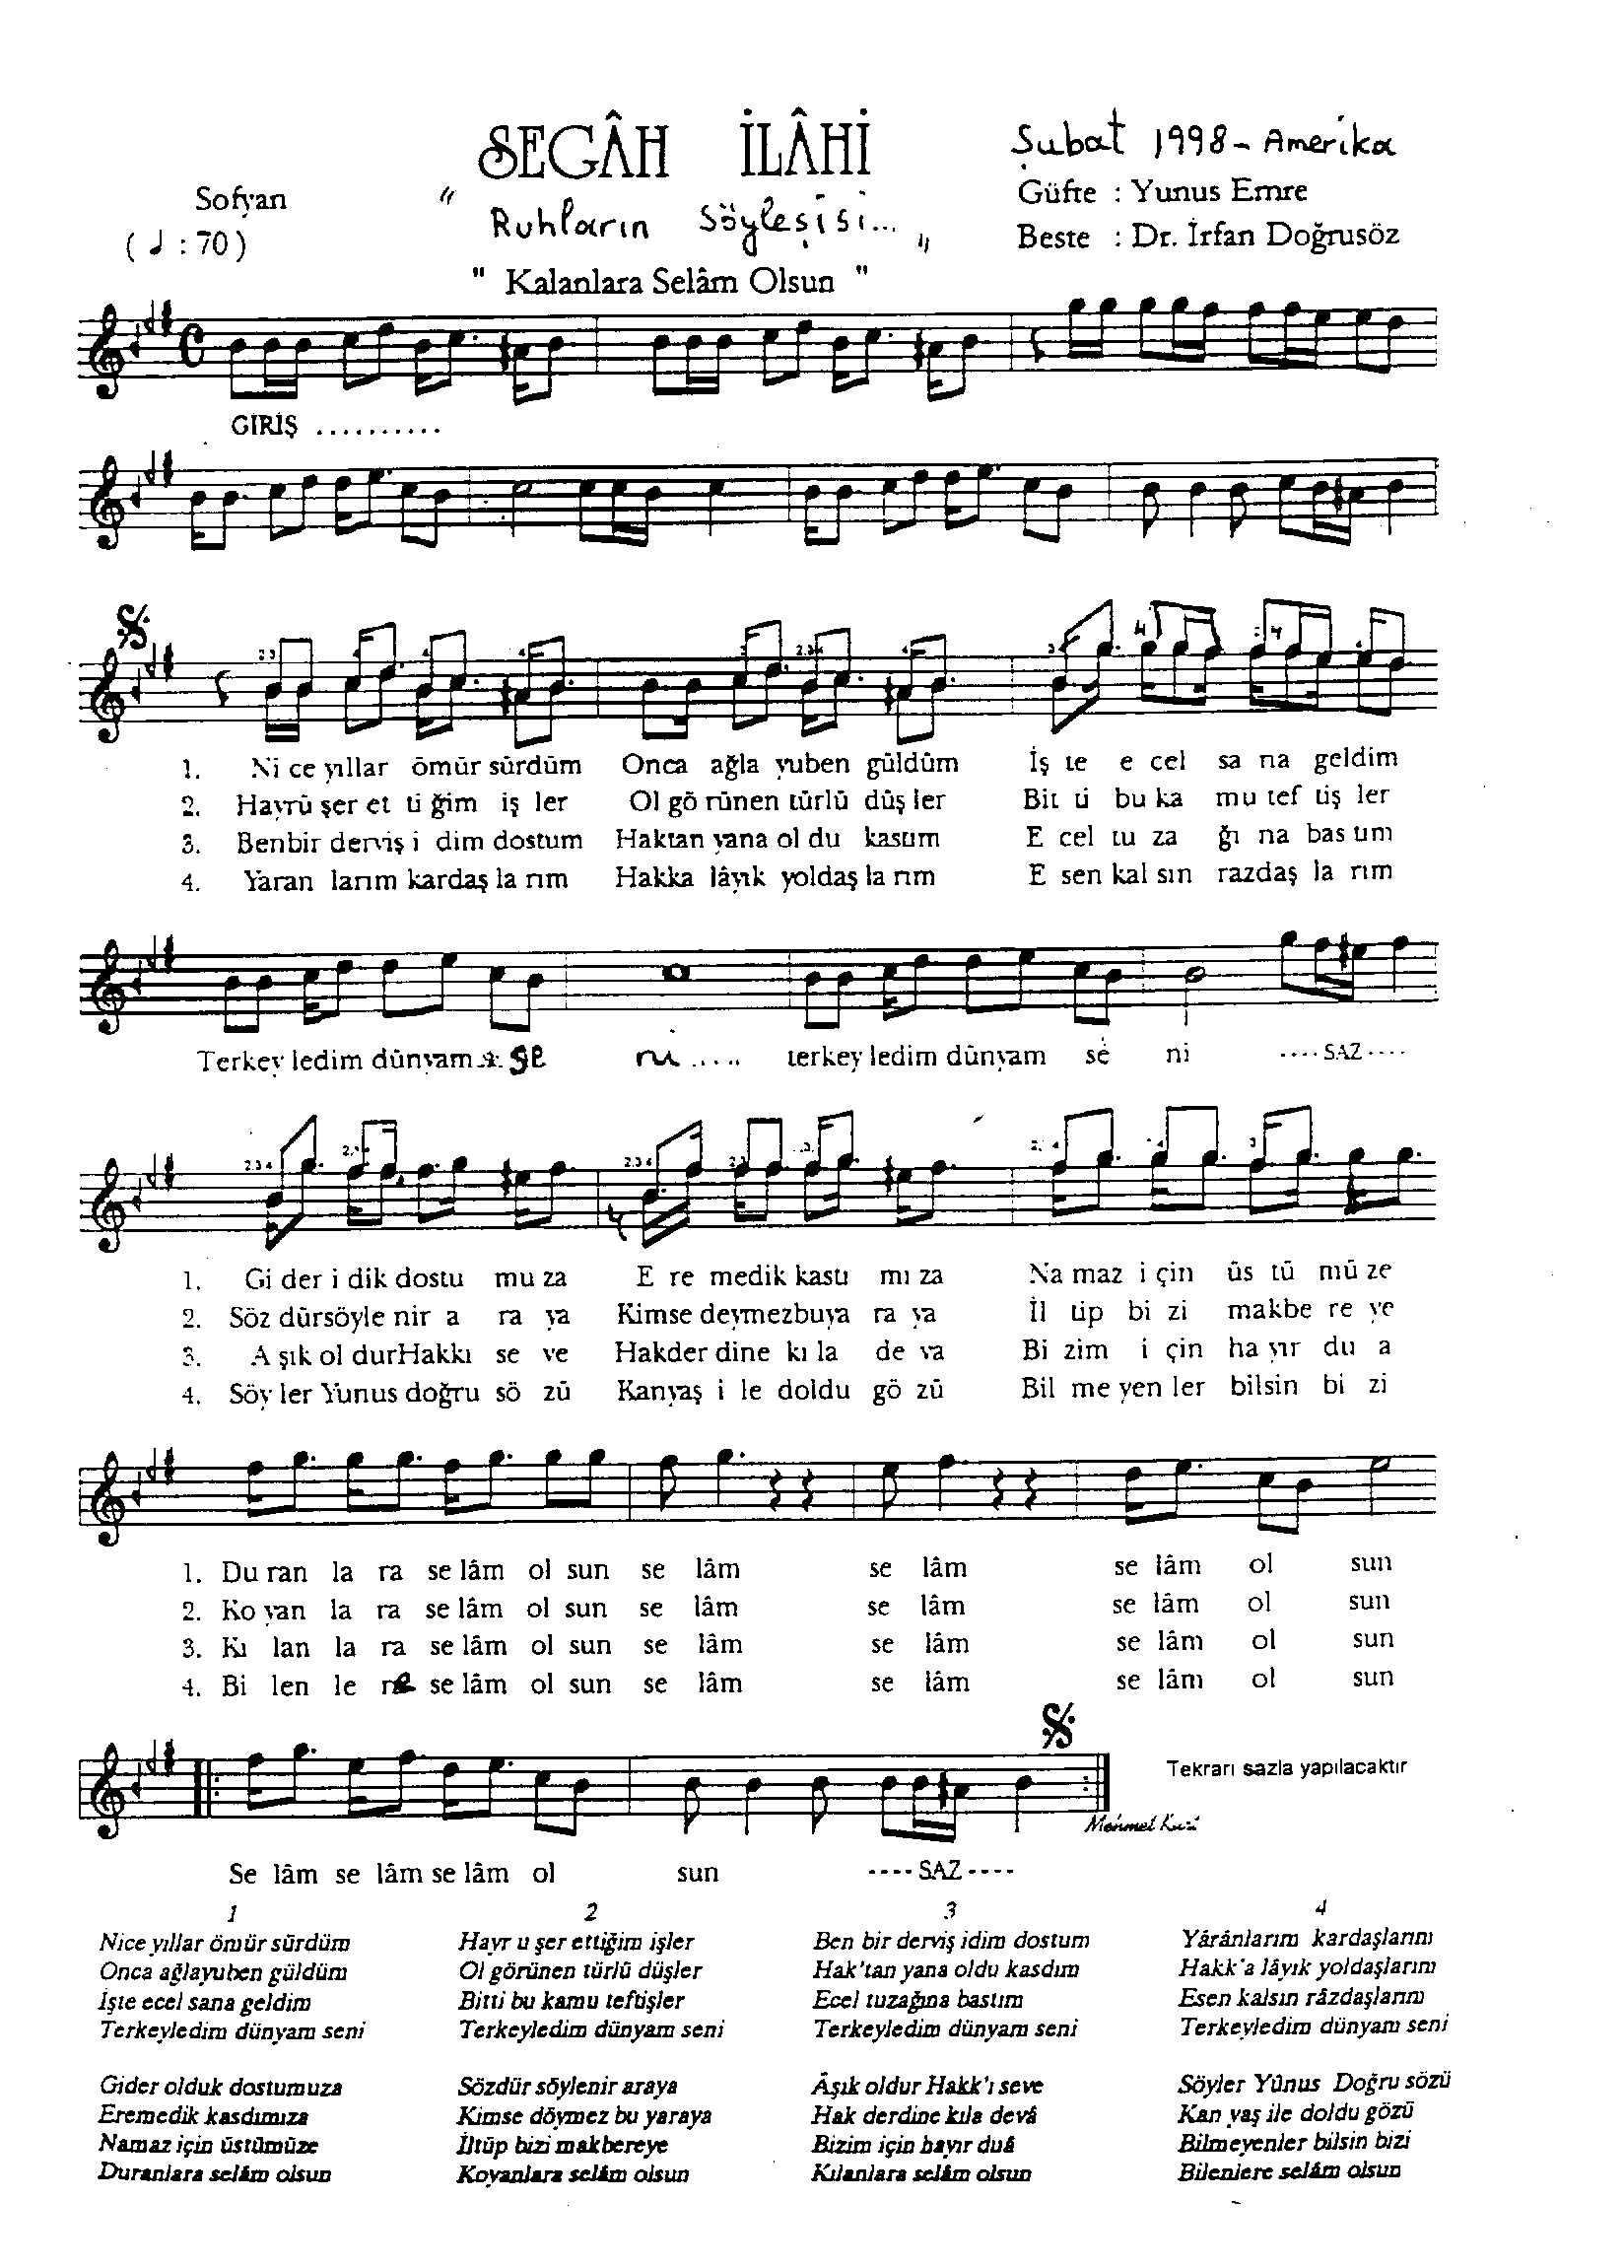 SEGÂH İLÂHİ
Şubat 1998 - Amerika
Sofyan
Güfte : Yunus Emre
" Ruhların Söyleşisi... "
( ♩ : 70 )
Beste : Dr. İrfan Doğrusöz
" Kalanlara Selâm Olsun "
GİRİŞ ..........
1. Ni ce yıllar ömür sürdüm Onca ağla yuben güldüm İş te e cel sa na geldim
2. Hayrü şer et ti ğim iş ler Ol gö rünen türlü düş ler Bit ti bu ka mu tef tiş ler
3. Benbir derviş i dim dostum Haktan yana ol du kastım E cel tu za ğı na bas tım
4. Yaran larım kardaş la rım Hakka lâyık yoldaş la rım E sen kal sın razdaş la rım
Terkey ledim dünyam se ni ..... terkey ledim dünyam se ni ---- SAZ ----
1. Gi der i dik dostu mu za E re medik kastı mı za Na maz i çin üs tü mü ze
2. Söz dürsöyle nir a ra ya Kimse deymezbuya ra ya İl tip bi zi makbe re ye
3. A şık ol durHakkı se ve Hakder dine kı la de va Bi zim i çin ha yır du a
4. Söy ler Yunus doğru sö zü Kanyaş i le doldu gö zü Bil me yen ler bilsin bi zi
1. Du ran la ra se lâm ol sun se lâm se lâm se lâm ol sun
2. Ko yan la ra se lâm ol sun se lâm se lâm se lâm ol sun
3. Kı lan la ra se lâm ol sun se lâm se lâm se lâm ol sun
4. Bi len le re se lâm ol sun se lâm se lâm se lâm ol sun
Tekrarı sazla yapılacaktır
Se lâm se lâm se lâm ol sun ---- SAZ ----
1
Nice yıllar ömür sürdüm
Onca ağlayuben güldüm
İşte ecel sana geldim
Terkeyledim dünyam seni
Gider olduk dostumuza
Eremedik kasdımıza
Namaz için üstümüze
Duranlara selâm olsun
2
Hayr u şer ettiğim işler
Ol görünen türlü düşler
Bitti bu kamu teftişler
Terkeyledim dünyam seni
Sözdür söylenir araya
Kimse döymez bu yaraya
İltüp bizi makbereye
Koyanlara selâm olsun
3
Ben bir derviş idim dostum
Hak'tan yana oldu kasdım
Ecel tuzağına bastım
Terkeyledim dünyam seni
Âşık oldur Hakk'ı seve
Hak derdine kıla devâ
Bizim için hayır duâ
Kılanlara selâm olsun
4
Yârânlarım kardaşlarım
Hakk'a lâyık yoldaşlarım
Esen kalsın râzdaşlarım
Terkeyledim dünyam seni
Söyler Yûnus Doğru sözü
Kan yaş ile doldu gözü
Bilmeyenler bilsin bizi
Bilenlere selâm olsun